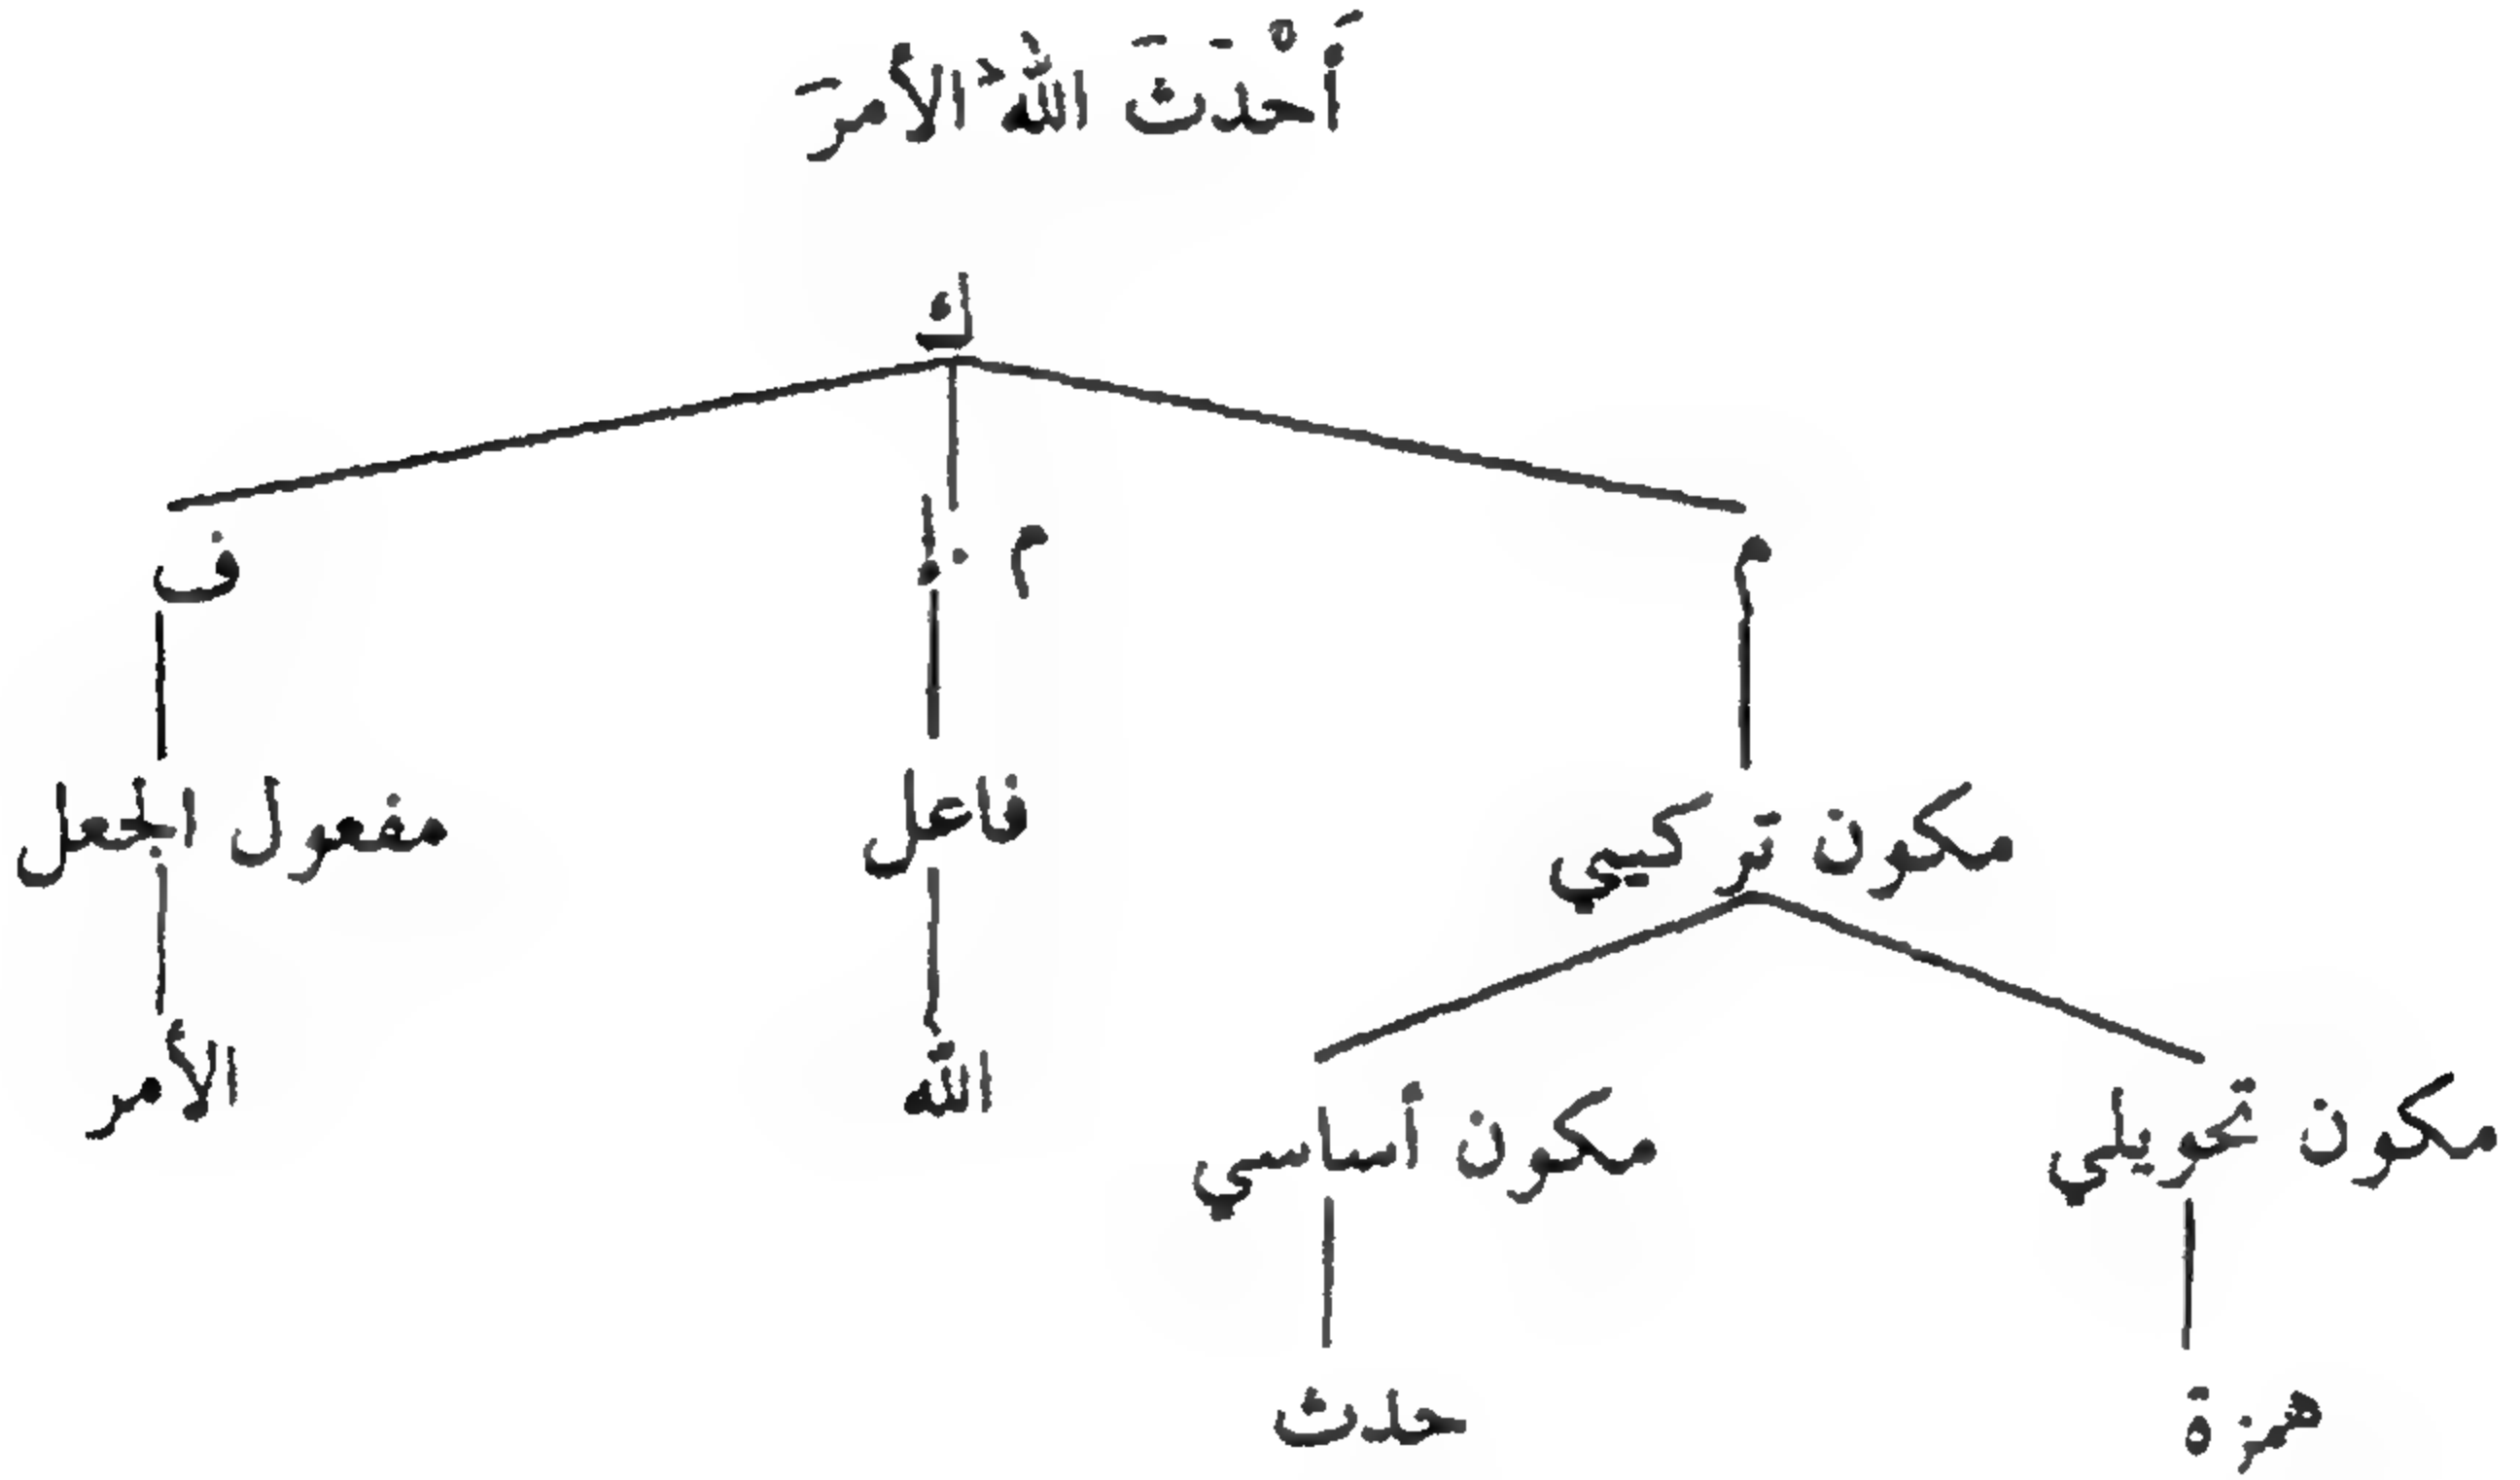 أَحْدَثَ اللهُ الأمرَ
ك
م م.إ ف
مكون تركيبي فاعل مفعول الجعل
مكون تحويلي مكون أساسي الله الأمر
همزة حدث